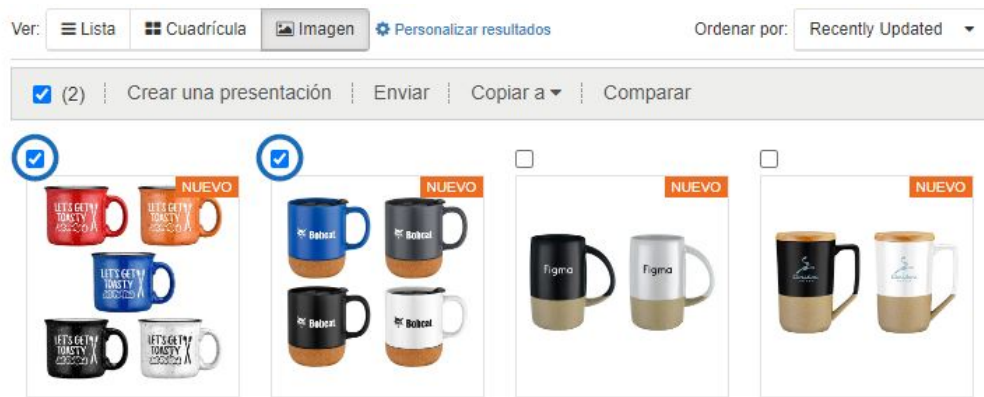 Ver: Lista Cuadrícula Imagen Personalizar resultados Ordenar por: Recently Updated
(2) Crear una presentación Enviar Copiar a Comparar
NUEVO NUEVO NUEVO NUEVO
LET'S GET TOASTY LET'S GET TOASTY
LET'S GET TOASTY
LET'S GET TOASTY LET'S GET TOASTY
Bobcat Bobcat
Bobcat Bobcat
Figma Figma